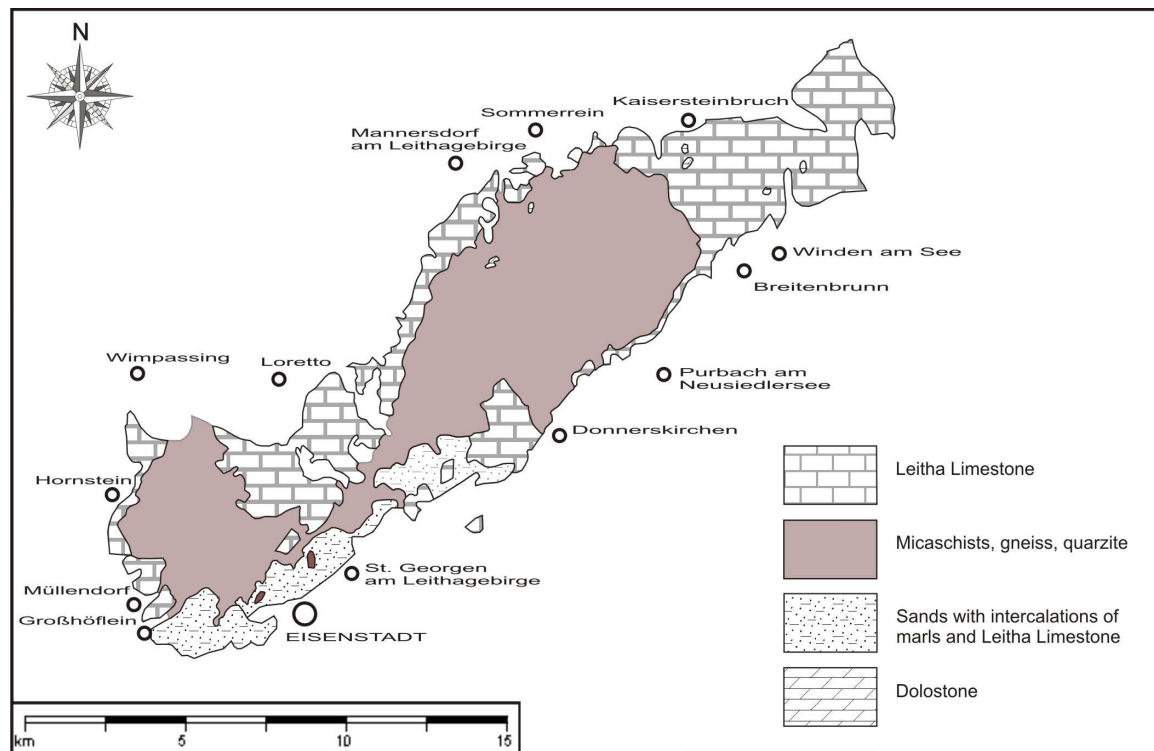 N
Kaisersteinbruch
Sommerrein
Mannersdorf
am Leithagebirge
Winden am See
Breitenbrunn
Wimpassing
Loretto
Purbach am
Neusiedlersee
Donnerskirchen
Hornstein
St. Georgen
am Leithagebirge
Müllendorf
Großhöflein
EISENSTADT
Leitha Limestone
Micaschists, gneiss, quarzite
Sands with intercalations of
marls and Leitha Limestone
Dolostone
km 5 10 15